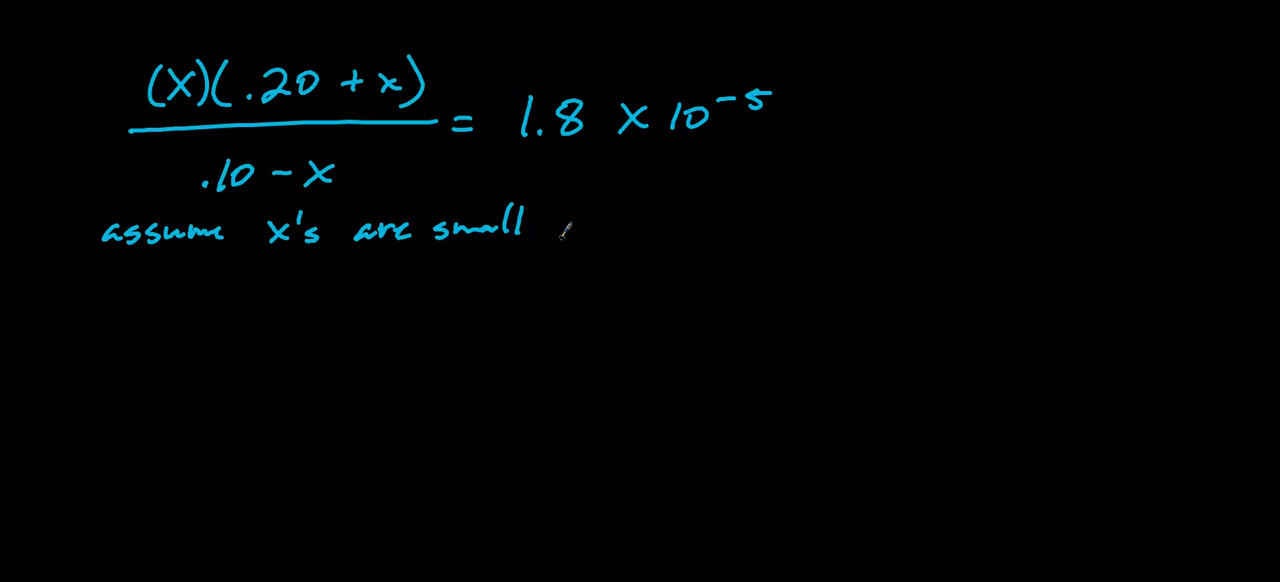 (x)(.20 + x)
.10 - x
= 1.8 x 10^-5
assume x's are small